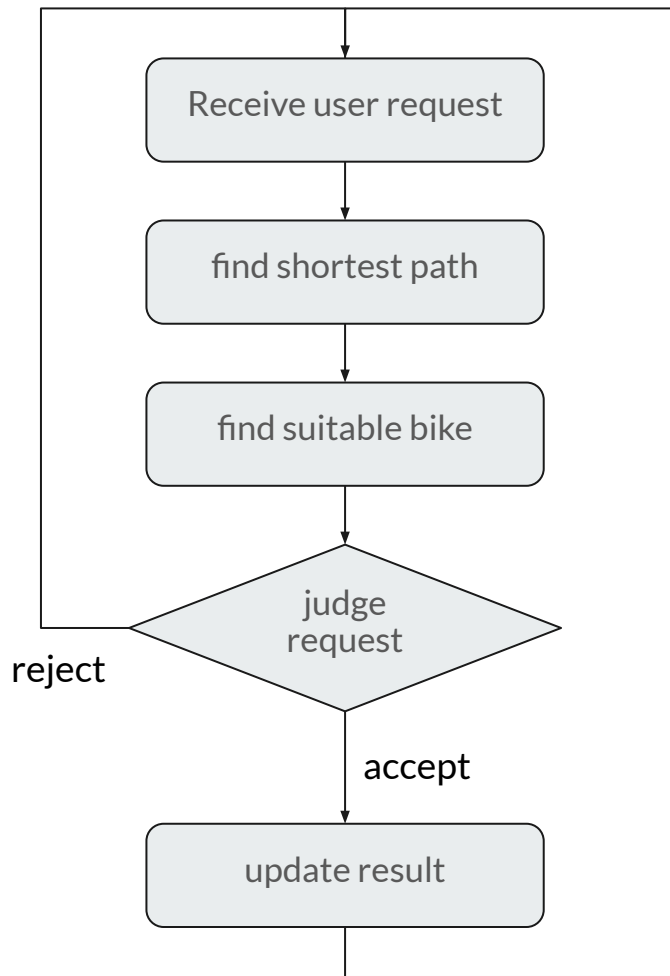 Receive user request
find shortest path
find suitable bike
judge
request
reject
accept
update result